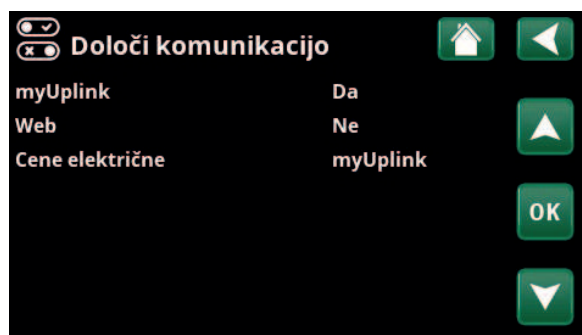 Določi komunikacijo
myUplink Da
Web Ne
Cene električne myUplink
OK